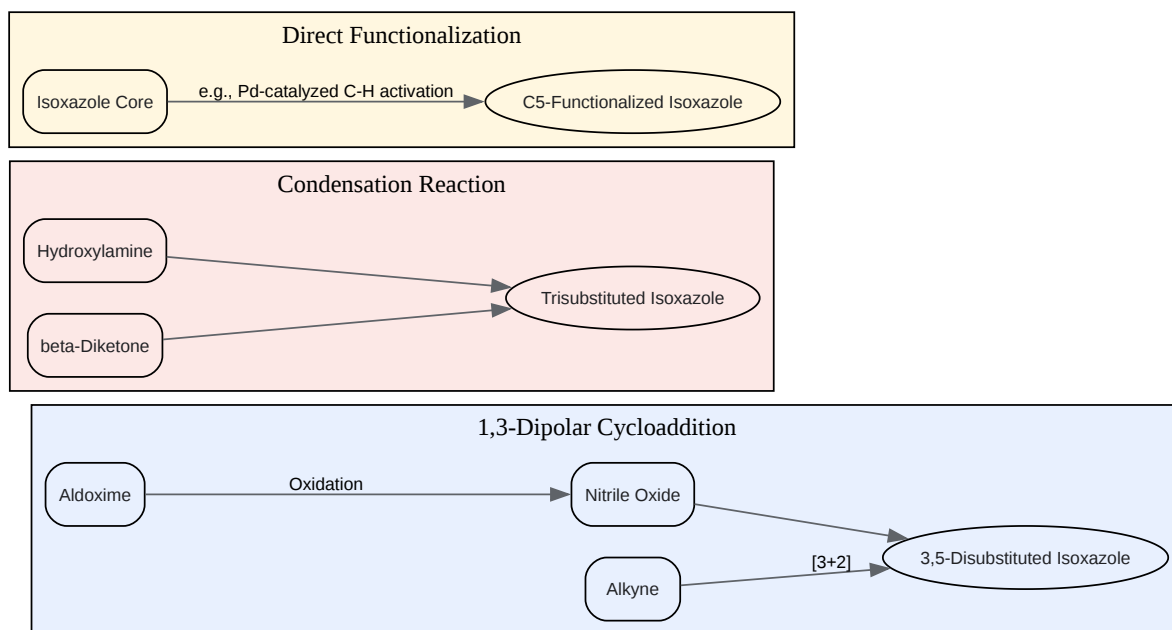 Direct Functionalization
Isoxazole Core
e.g., Pd-catalyzed C-H activation
C5-Functionalized Isoxazole
Condensation Reaction
Hydroxylamine
Trisubstituted Isoxazole
beta-Diketone
1,3-Dipolar Cycloaddition
Aldoxime
Oxidation
Nitrile Oxide
3,5-Disubstituted Isoxazole
[3+2]
Alkyne